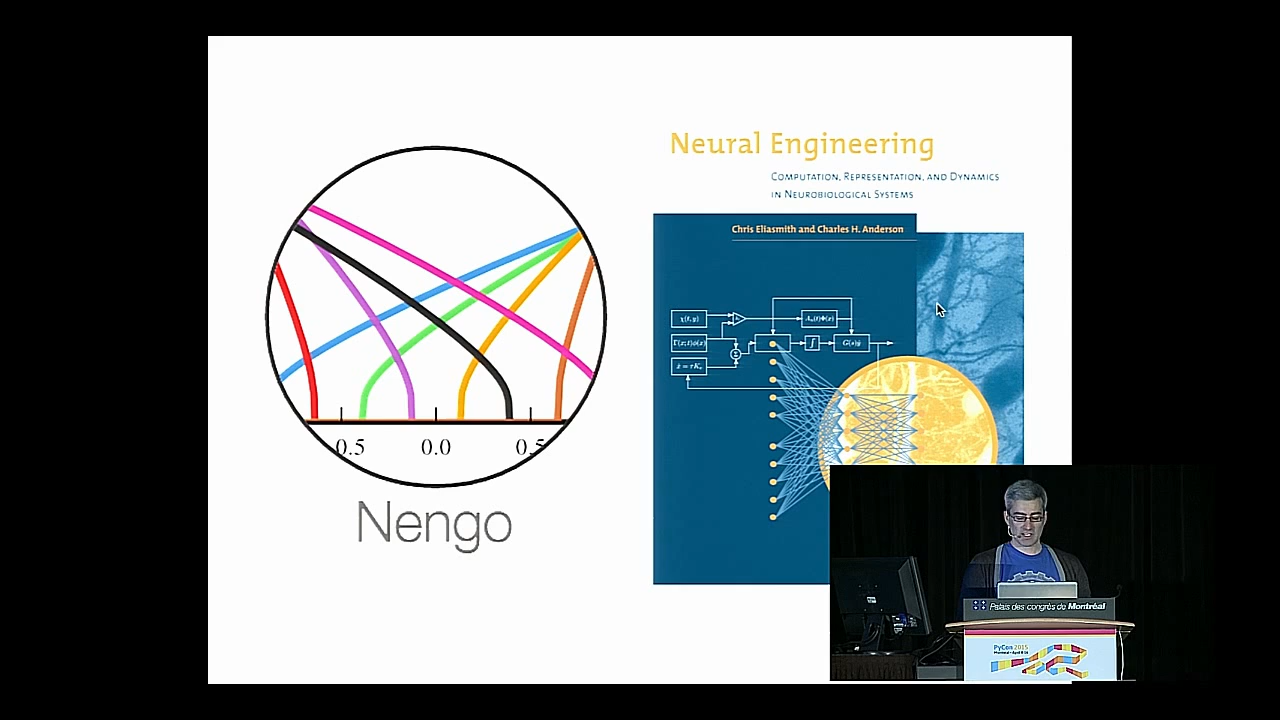 Neural Engineering
COMPUTATION, REPRESENTATION, AND DYNAMICS
IN NEUROBIOLOGICAL SYSTEMS
Chris Eliasmith and Charles H. Anderson
0.5 0.0 0.5
Nengo
Palais des congrès de Montréal
PyCon 2015